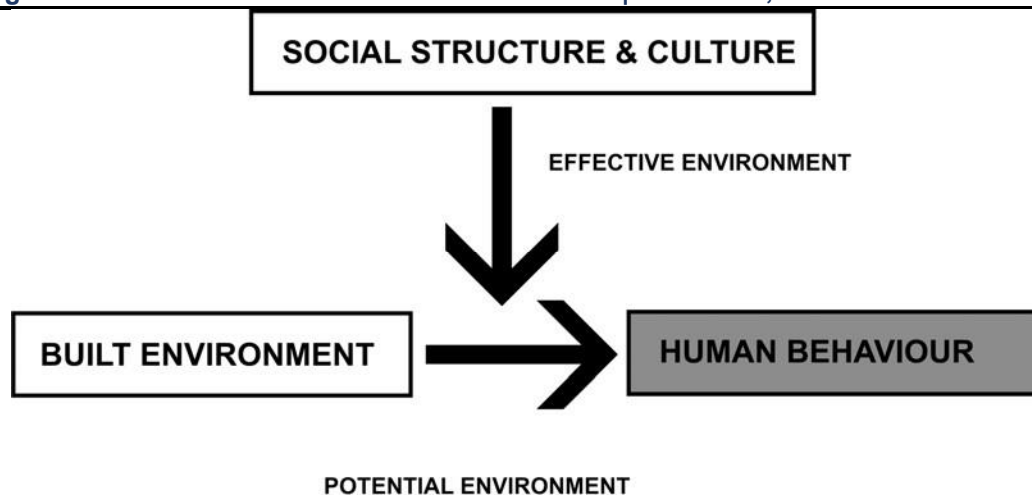 SOCIAL STRUCTURE & CULTURE
EFFECTIVE ENVIRONMENT
BUILT ENVIRONMENT
HUMAN BEHAVIOUR
POTENTIAL ENVIRONMENT